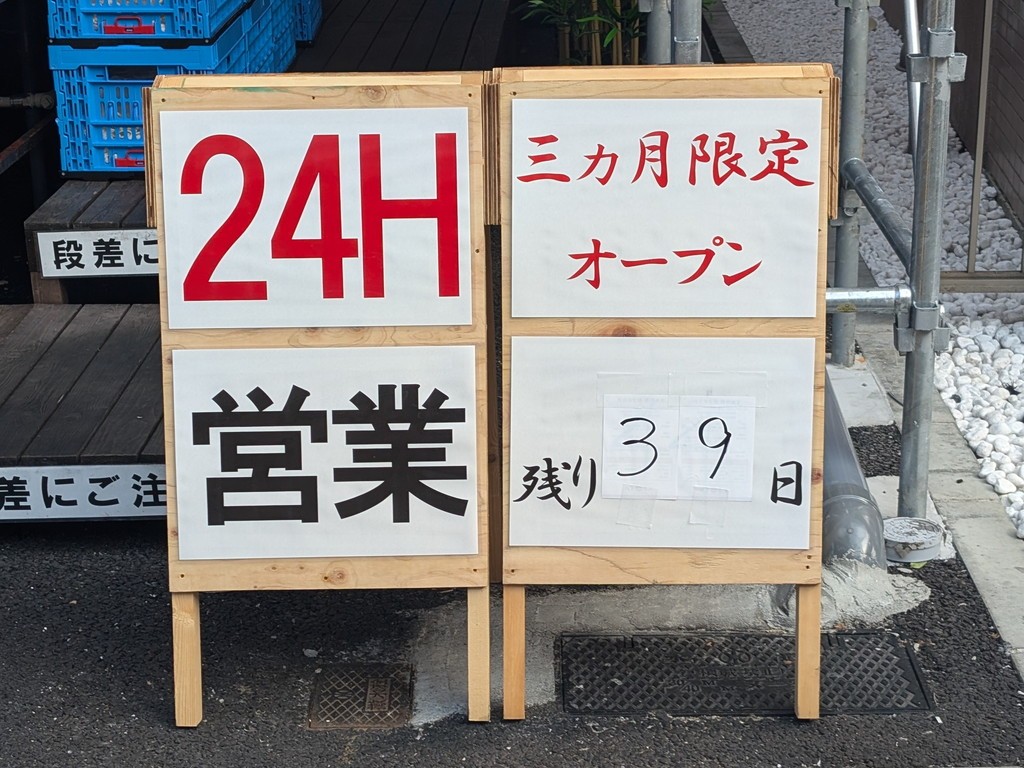 24H
営業
三カ月限定
オープン
残り39日
段差に
差にご注